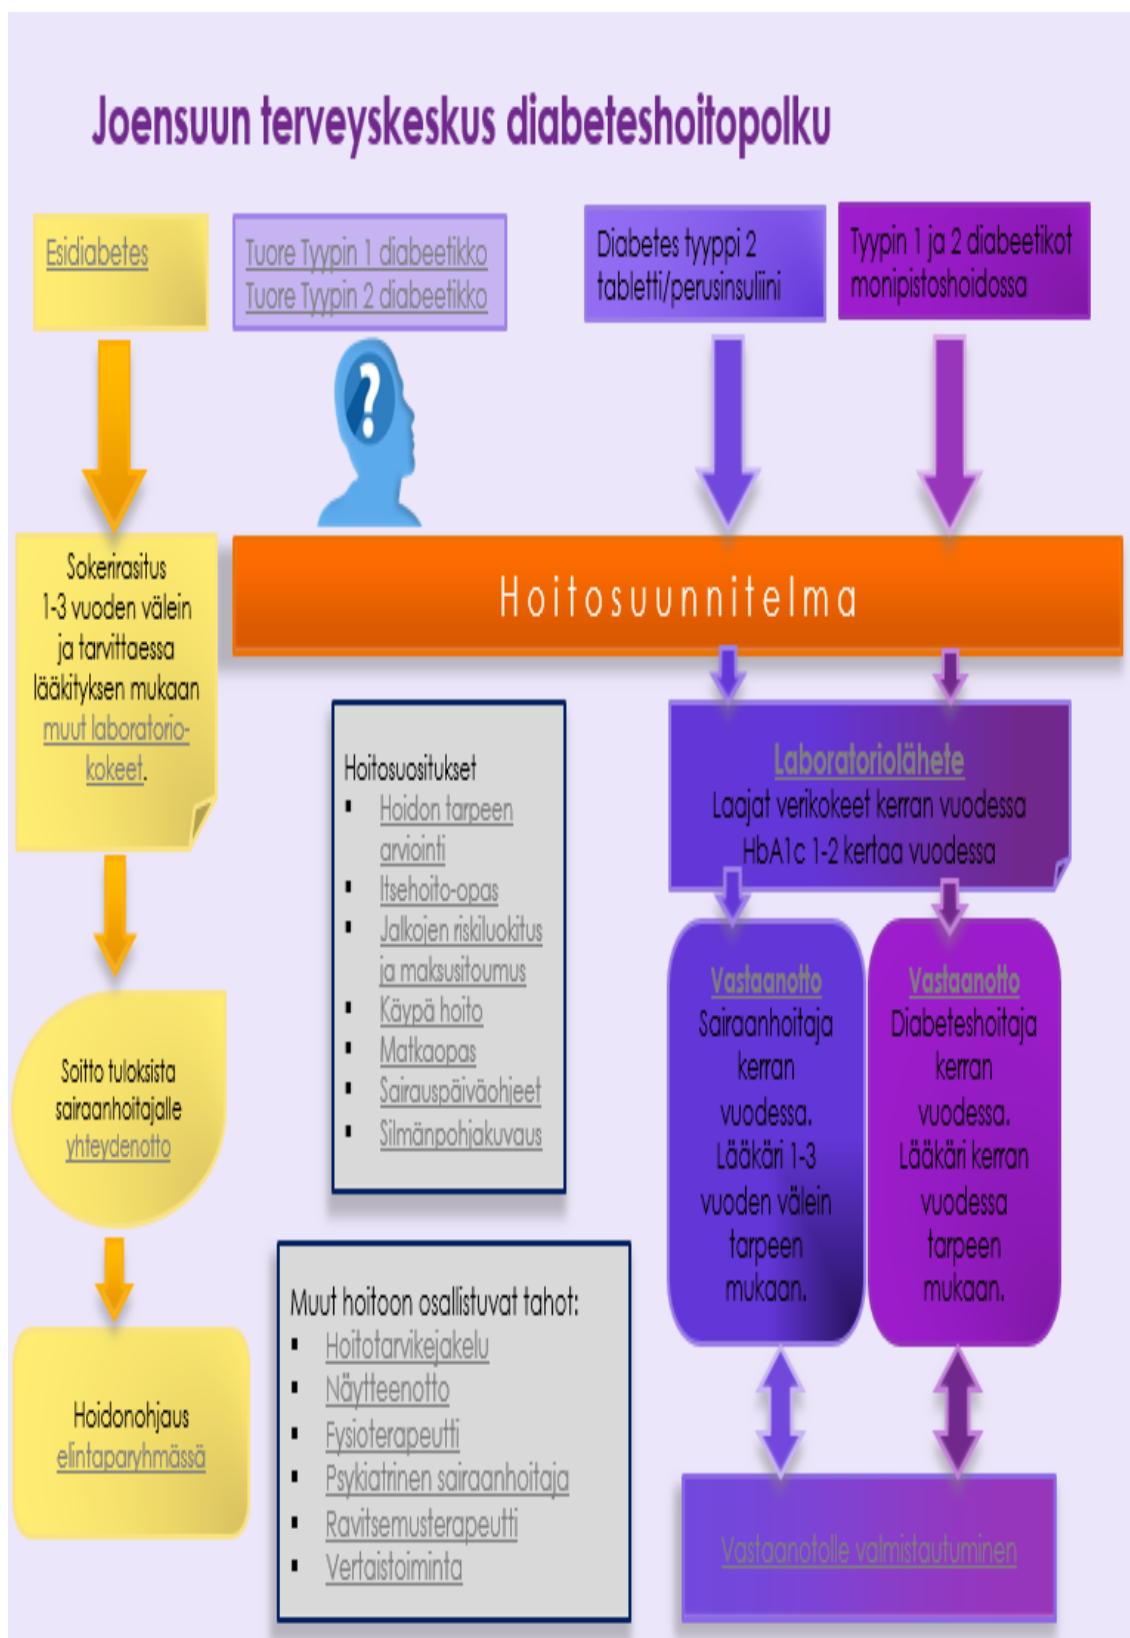 Joensuun terveyskeskus diabeteshoitopolku
Esidiabetes
Tuore Tyypin 1 diabeetikko
Tuore Tyypin 2 diabeetikko
Diabetes tyyppi 2
tabletti/perusinsuliini
Tyypin 1 ja 2 diabeetikot
monipistoshoidossa
?
Sokerirasitus
1-3 vuoden välein
ja tarvittaessa
lääkityksen mukaan
muut laboratorio-
kokeet.
Hoitosuunnitelma
Hoitosuositukset
▪ Hoidon tarpeen
arviointi
▪ Itsehoito-opas
▪ Jalkojen riskiluokitus
ja maksusitoumus
▪ Käypä hoito
▪ Matkaopas
▪ Sairauspäiväohjeet
▪ Silmänpohjakuvaus
Laboratoriolähete
Laajat verikokeet kerran vuodessa
HbA1c 1-2 kertaa vuodessa
Vastaanotto
Sairaanhoitaja
kerran
vuodessa.
Lääkäri 1-3
vuoden välein
tarpeen
mukaan.
Vastaanotto
Diabeteshoitaja
kerran
vuodessa.
Lääkäri kerran
vuodessa
tarpeen
mukaan.
Soitto tuloksista
sairaanhoitajalle
yhteydenotto
Hoidonohjaus
elintaparyhmässä
Muut hoitoon osallistuvat tahot:
▪ Hoitotarvikejakelu
▪ Näytteenotto
▪ Fysioterapeutti
▪ Psykiatrinen sairaanhoitaja
▪ Ravitsemusterapeutti
▪ Vertaistoiminta
Vastaanotolle valmistautuminen